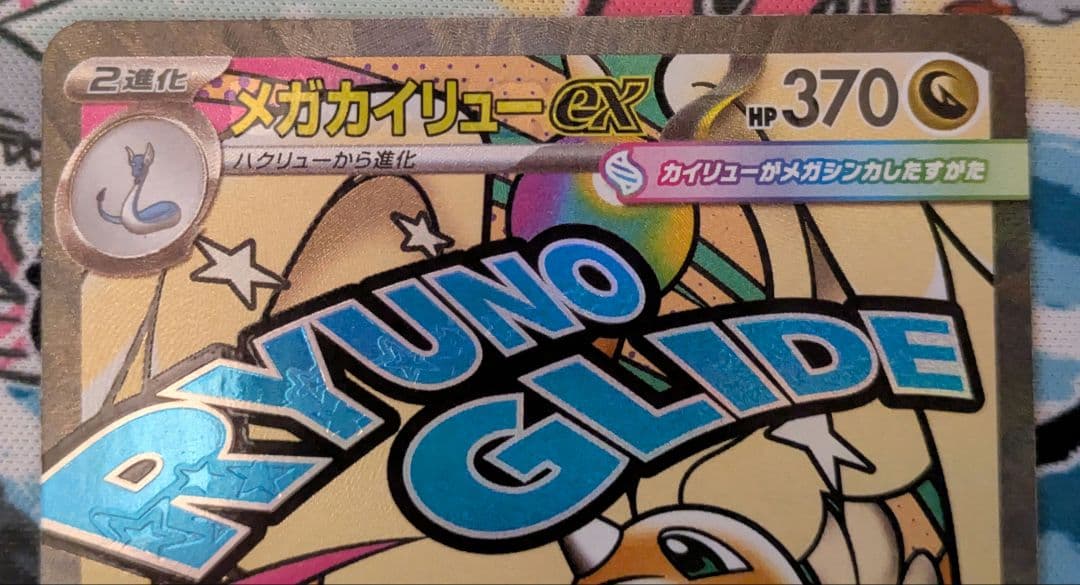 2進化
メガカイリューex
HP370
ハクリューから進化
カイリューがメガシンカしたすがた
RYUNO
GLIDE